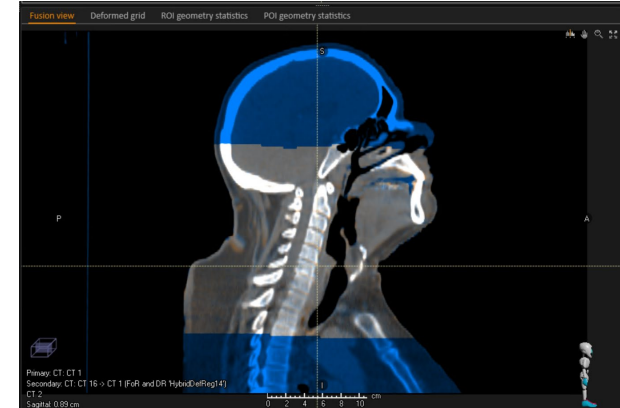 Fusion view Deformed grid ROI geometry statistics POI geometry statistics
S
P
A
Primary: CT: CT 1
Secondary: CT: CT 16 -> CT 1 (FoR and DR 'HybridDefReg14')
CT 2
Sagittal: 0.89 cm
I
cm
0 2 4 6 8 10